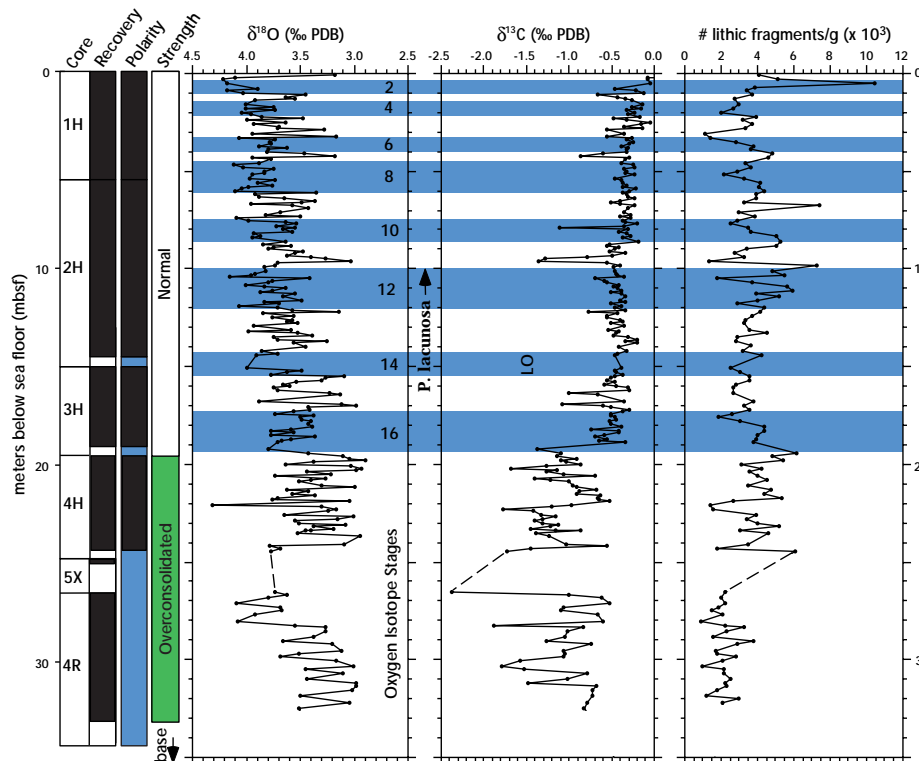 Core
Recovery
Polarity
Strength
δ18O (‰ PDB)
δ13C (‰ PDB)
# lithic fragments/g (x 10³)
4.5 4.0 3.5 3.0 2.5
-2.5 -2.0 -1.5 -1.0 -0.5 0.0
0 2 4 6 8 10 12
meters below sea floor (mbsf)
0
10
20
30
1H
2H
3H
4H
5X
4R
Normal
Overconsolidated
base
2
4
6
8
10
12
14
16
Oxygen Isotope Stages
P. lacunosa
LO
0
1
2
3